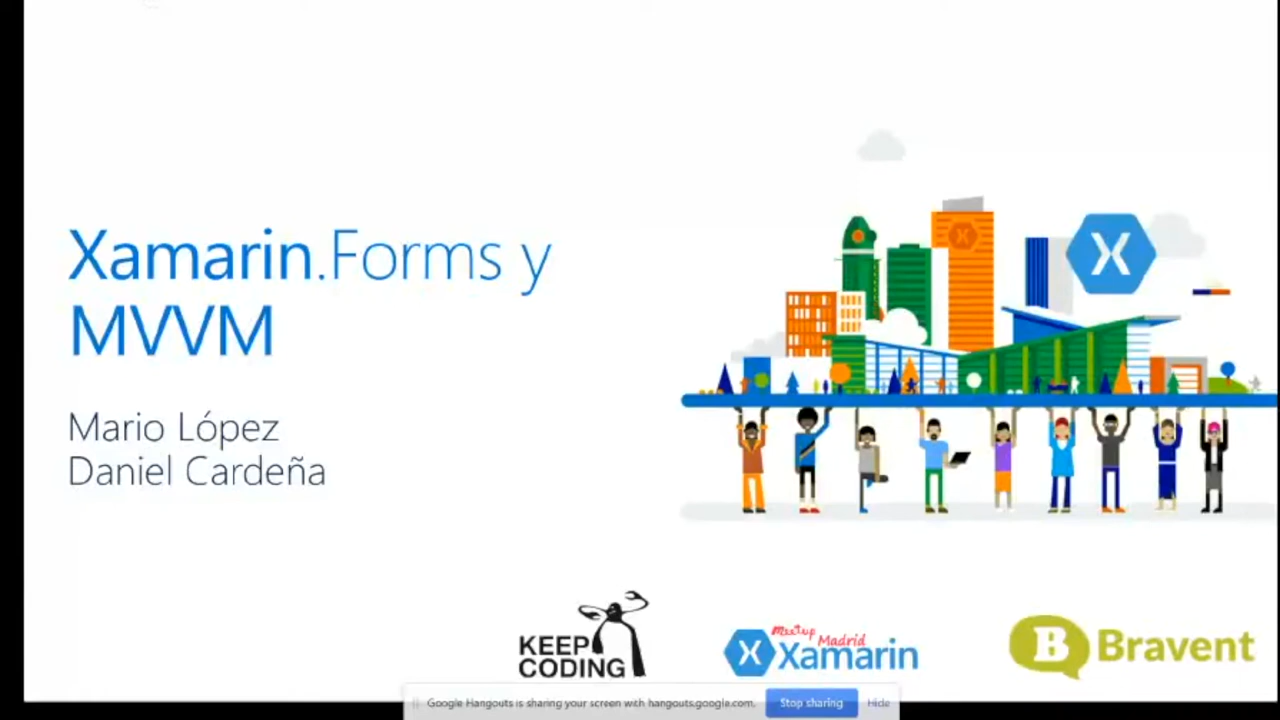 Xamarin.Forms y
MVVM
Mario López
Daniel Cardeña
X
X
KEEP
CODING
X
Meetup
Madrid
Xamarin
B
Bravent
Google Hangouts is sharing your screen with hangouts.google.com.
Stop sharing
Hide